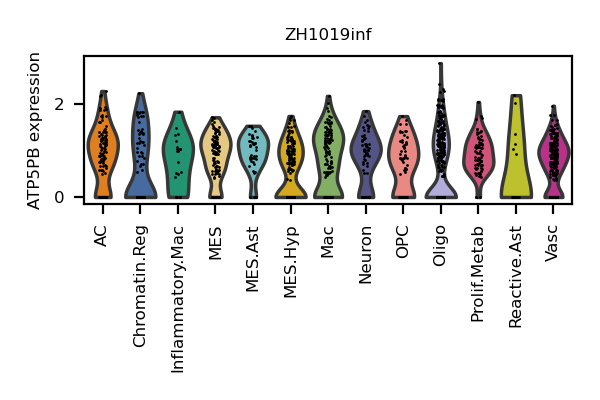 ZH1019inf
ATP5PB expression
2
0
AC
Chromatin.Reg
Inflammatory.Mac
MES
MES.Ast
MES.Hyp
Mac
Neuron
OPC
Oligo
Prolif.Metab
Reactive.Ast
Vasc